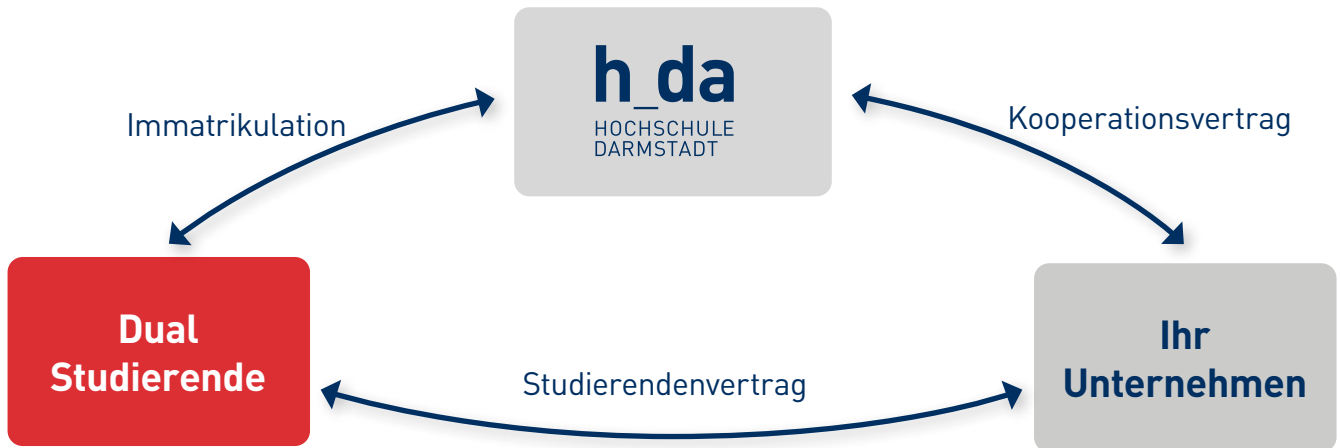 h_da
HOCHSCHULE
DARMSTADT
Immatrikulation
Kooperationsvertrag
Dual
Studierende
Studierendenvertrag
Ihr
Unternehmen